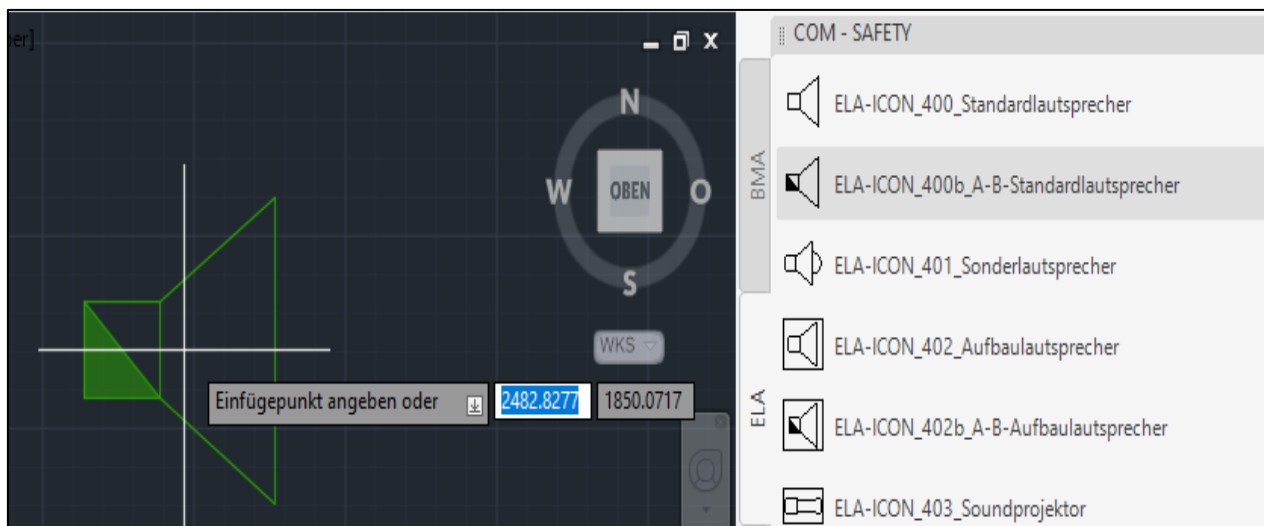 er]
N
W
OBEN
O
S
WKS
Einfügepunkt angeben oder
2482.8277
1850.0717
COM - SAFETY
BMA
ELA
ELA-ICON_400_Standardlautsprecher
ELA-ICON_400b_A-B-Standardlautsprecher
ELA-ICON_401_Sonderlautsprecher
ELA-ICON_402_Aufbaulautsprecher
ELA-ICON_402b_A-B-Aufbaulautsprecher
ELA-ICON_403_Soundprojektor